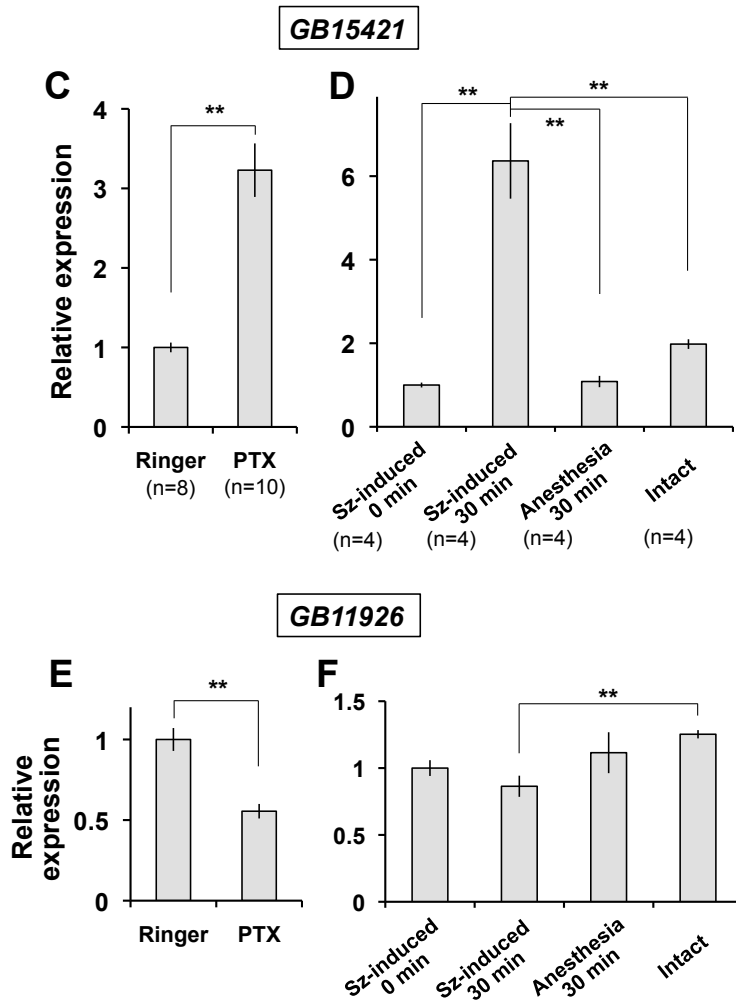 GB15421
C
**
Relative expression
4
3
2
1
0
Ringer
PTX
(n=8)
(n=10)
D
**
**
**
6
4
2
0
Sz-induced
0 min
Sz-induced
30 min
Anesthesia
30 min
Intact
(n=4)
(n=4)
(n=4)
(n=4)
GB11926
E
**
Relative
expression
1
0.5
0
Ringer
PTX
F
**
1.5
1
0.5
0
Sz-induced
0 min
Sz-induced
30 min
Anesthesia
30 min
Intact